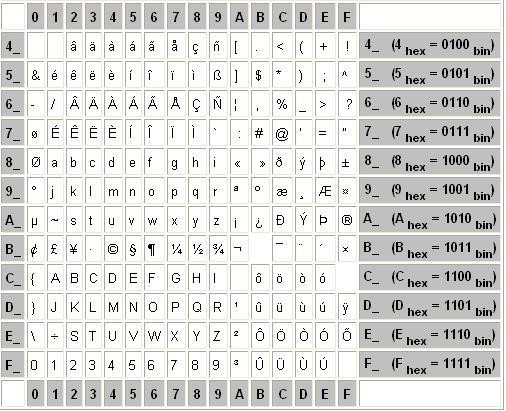 0 1 2 3 4 5 6 7 8 9 A B C D E F
4_ â ä à á ã å ç ñ [ . < ( + ! 4_ (4 hex = 0100 bin)
5_ & é ê ë è í î ï ì ß ] $ * ) ; ^ 5_ (5 hex = 0101 bin)
6_ - / Â Ä À Á Ã Å Ç Ñ ¦ , % _ > ? 6_ (6 hex = 0110 bin)
7_ ø É Ê Ë È Í Î Ï Ì ` : # @ ' = " 7_ (7 hex = 0111 bin)
8_ Ø a b c d e f g h i « » ð ý þ ± 8_ (8 hex = 1000 bin)
9_ ° j k l m n o p q r ª º æ ¸ Æ ¤ 9_ (9 hex = 1001 bin)
A_ µ ~ s t u v w x y z ¡ ¿ Ð Ý Þ ® A_ (A hex = 1010 bin)
B_ ¢ £ ¥ · © § ¶ ¼ ½ ¾ ¬ ¯ ¨ ´ × B_ (B hex = 1011 bin)
C_ { A B C D E F G H I ô ö ò ó C_ (C hex = 1100 bin)
D_ } J K L M N O P Q R ¹ û ü ù ú ÿ D_ (D hex = 1101 bin)
E_ \ ÷ S T U V W X Y Z ² Ô Ö Ò Ó Õ E_ (E hex = 1110 bin)
F_ 0 1 2 3 4 5 6 7 8 9 ³ Û Ü Ù Ú F_ (F hex = 1111 bin)
0 1 2 3 4 5 6 7 8 9 A B C D E F